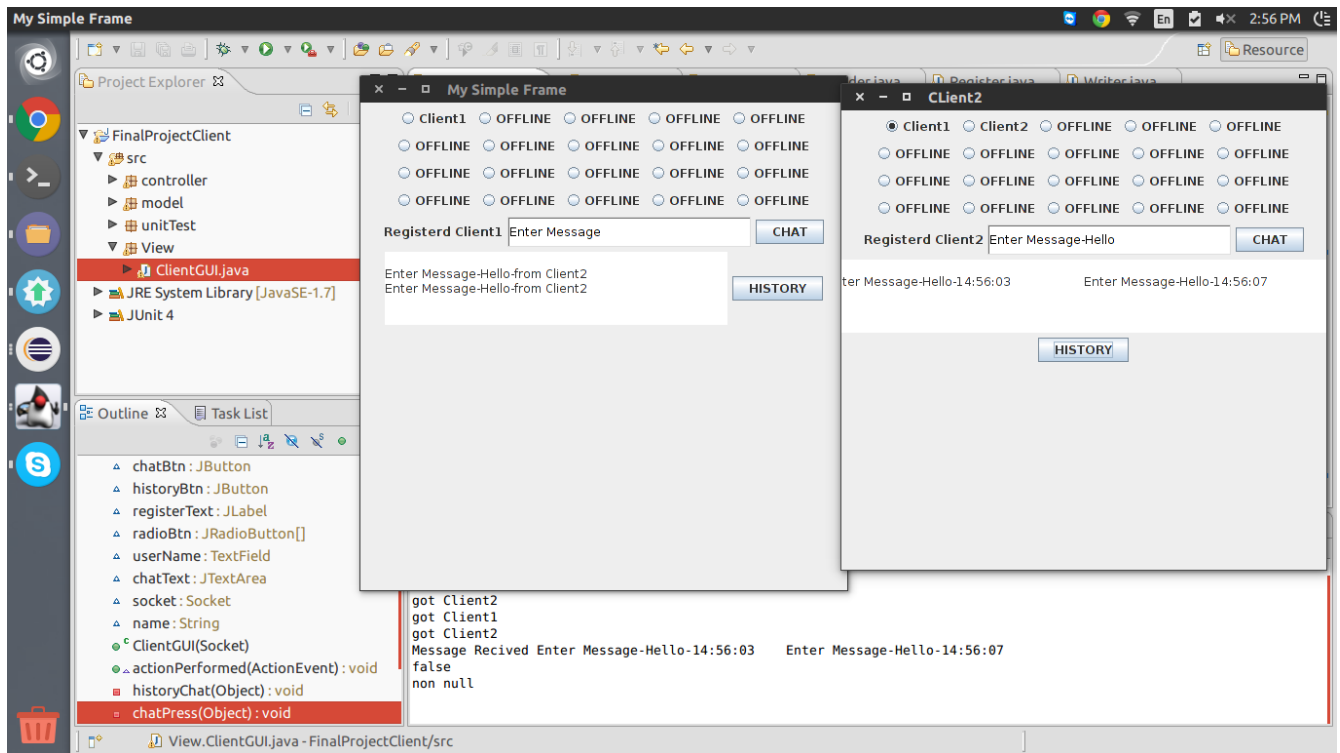 My Simple Frame
En 2:56 PM
Resource
Project Explorer
FinalProjectClient
src
controller
model
unitTest
View
ClientGUI.java
JRE System Library [JavaSE-1.7]
JUnit 4
Outline Task List
chatBtn : JButton
historyBtn : JButton
registerText : JLabel
radioBtn : JRadioButton[]
userName : TextField
chatText : JTextArea
socket : Socket
name : String
ClientGUI(Socket)
actionPerformed(ActionEvent) : void
historyChat(Object) : void
chatPress(Object) : void
der.java Register.java Writer.java
My Simple Frame
Client1 OFFLINE OFFLINE OFFLINE OFFLINE
OFFLINE OFFLINE OFFLINE OFFLINE OFFLINE
OFFLINE OFFLINE OFFLINE OFFLINE OFFLINE
OFFLINE OFFLINE OFFLINE OFFLINE OFFLINE
Registerd Client1 Enter Message CHAT
Enter Message-Hello-from Client2
Enter Message-Hello-from Client2
HISTORY
CLient2
Client1 Client2 OFFLINE OFFLINE OFFLINE
OFFLINE OFFLINE OFFLINE OFFLINE OFFLINE
OFFLINE OFFLINE OFFLINE OFFLINE OFFLINE
OFFLINE OFFLINE OFFLINE OFFLINE OFFLINE
Registerd Client2 Enter Message-Hello CHAT
ter Message-Hello-14:56:03 Enter Message-Hello-14:56:07
HISTORY
got Client2
got Client1
got Client2
Message Recived Enter Message-Hello-14:56:03 Enter Message-Hello-14:56:07
false
non null
View.ClientGUI.java - FinalProjectClient/src